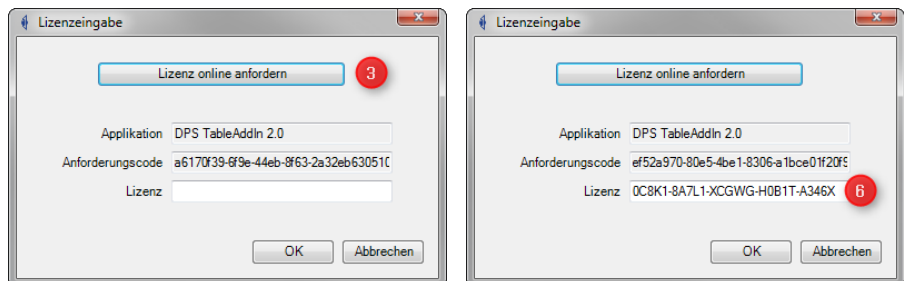 Lizenzeingabe
Lizenz online anfordern
3
Applikation DPS TableAddIn 2.0
Anforderungscode a6170f39-6f9e-44eb-8f63-2a32eb630510
Lizenz
OK Abbrechen
Lizenzeingabe
Lizenz online anfordern
Applikation DPS TableAddIn 2.0
Anforderungscode ef52a970-80e5-4be1-8306-a1bce01f20f9
Lizenz 0C8K1-8A7L1-XCGWG-H0B1T-A346X
6
OK Abbrechen